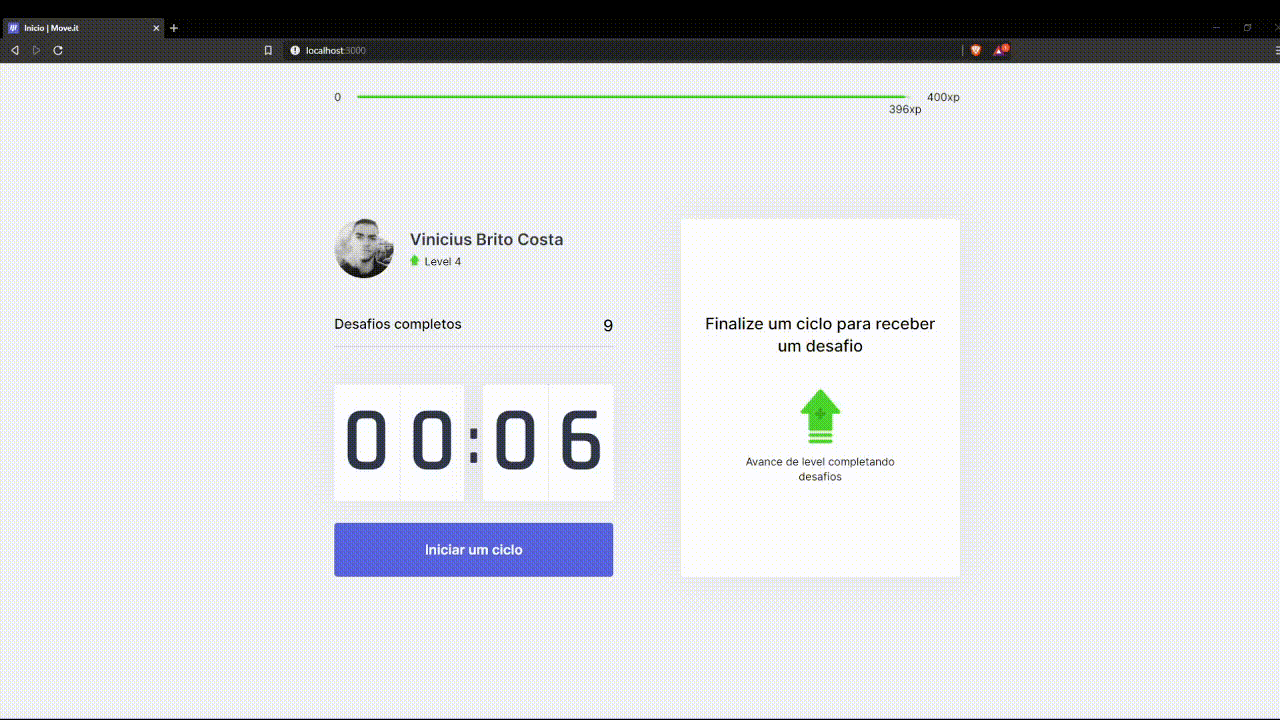 Inicio | Move.it
localhost:3000
0
400xp
396xp
Vinicius Brito Costa
Level 4
Desafios completos
9
00:06
Iniciar um ciclo
Finalize um ciclo para receber
um desafio
Avance de level completando
desafios